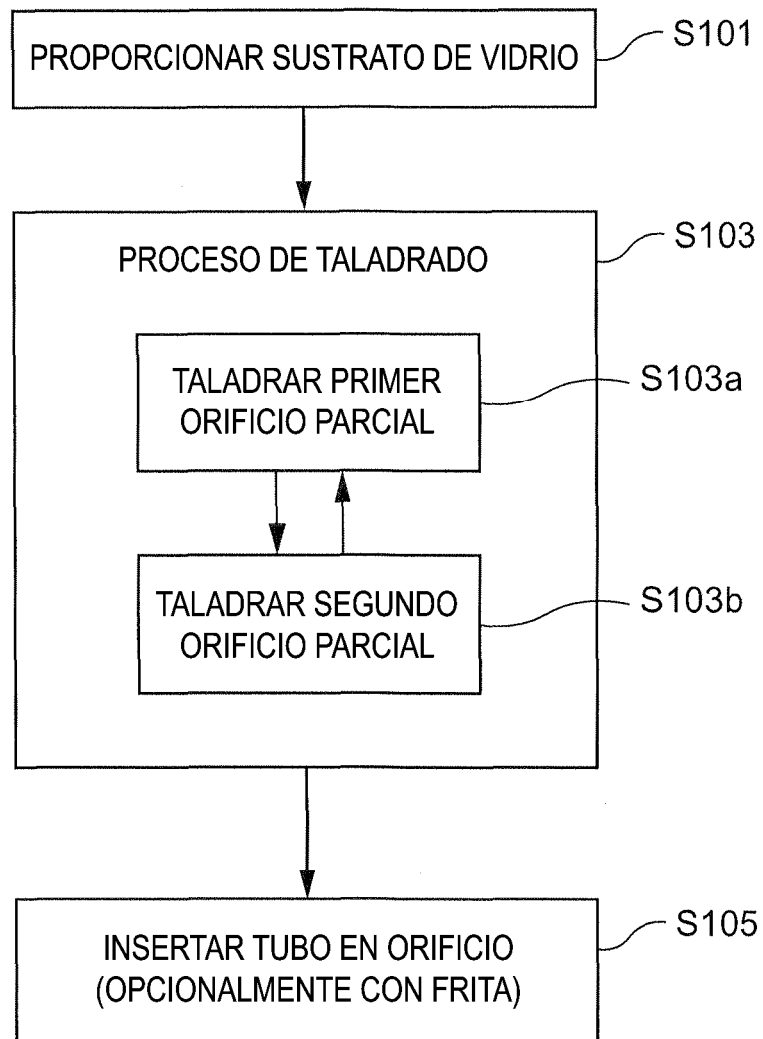 PROPORCIONAR SUSTRATO DE VIDRIO
S101
PROCESO DE TALADRADO
S103
TALADRAR PRIMER
ORIFICIO PARCIAL
S103a
TALADRAR SEGUNDO
ORIFICIO PARCIAL
S103b
INSERTAR TUBO EN ORIFICIO
(OPCIONALMENTE CON FRITA)
S105